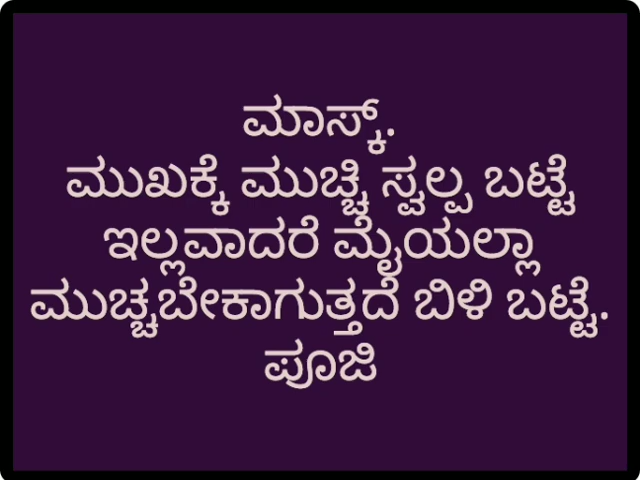 ಮಾಸ್ಕ್.
ಮುಖಕ್ಕೆ ಮುಚ್ಚಿ ಸ್ವಲ್ಪ ಬಟ್ಟೆ
ಇಲ್ಲವಾದರೆ ಮೈಯಲ್ಲಾ
ಮುಚ್ಚಬೇಕಾಗುತ್ತದೆ ಬಿಳಿ ಬಟ್ಟೆ.
ಪೂಜಿ